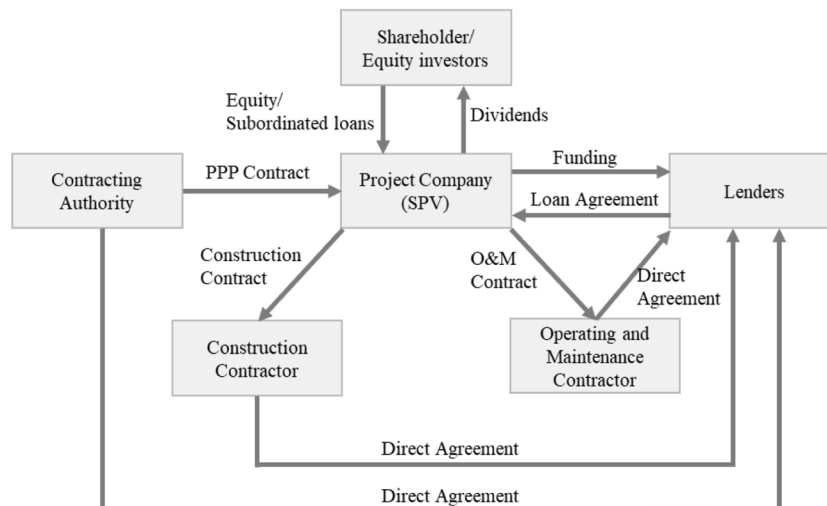 Shareholder/
Equity investors
Equity/
Subordinated loans
Dividends
Contracting
Authority
PPP Contract
Project Company
(SPV)
Funding
Loan Agreement
Lenders
Construction
Contract
O&M
Contract
Direct
Agreement
Construction
Contractor
Operating and
Maintenance
Contractor
Direct Agreement
Direct Agreement